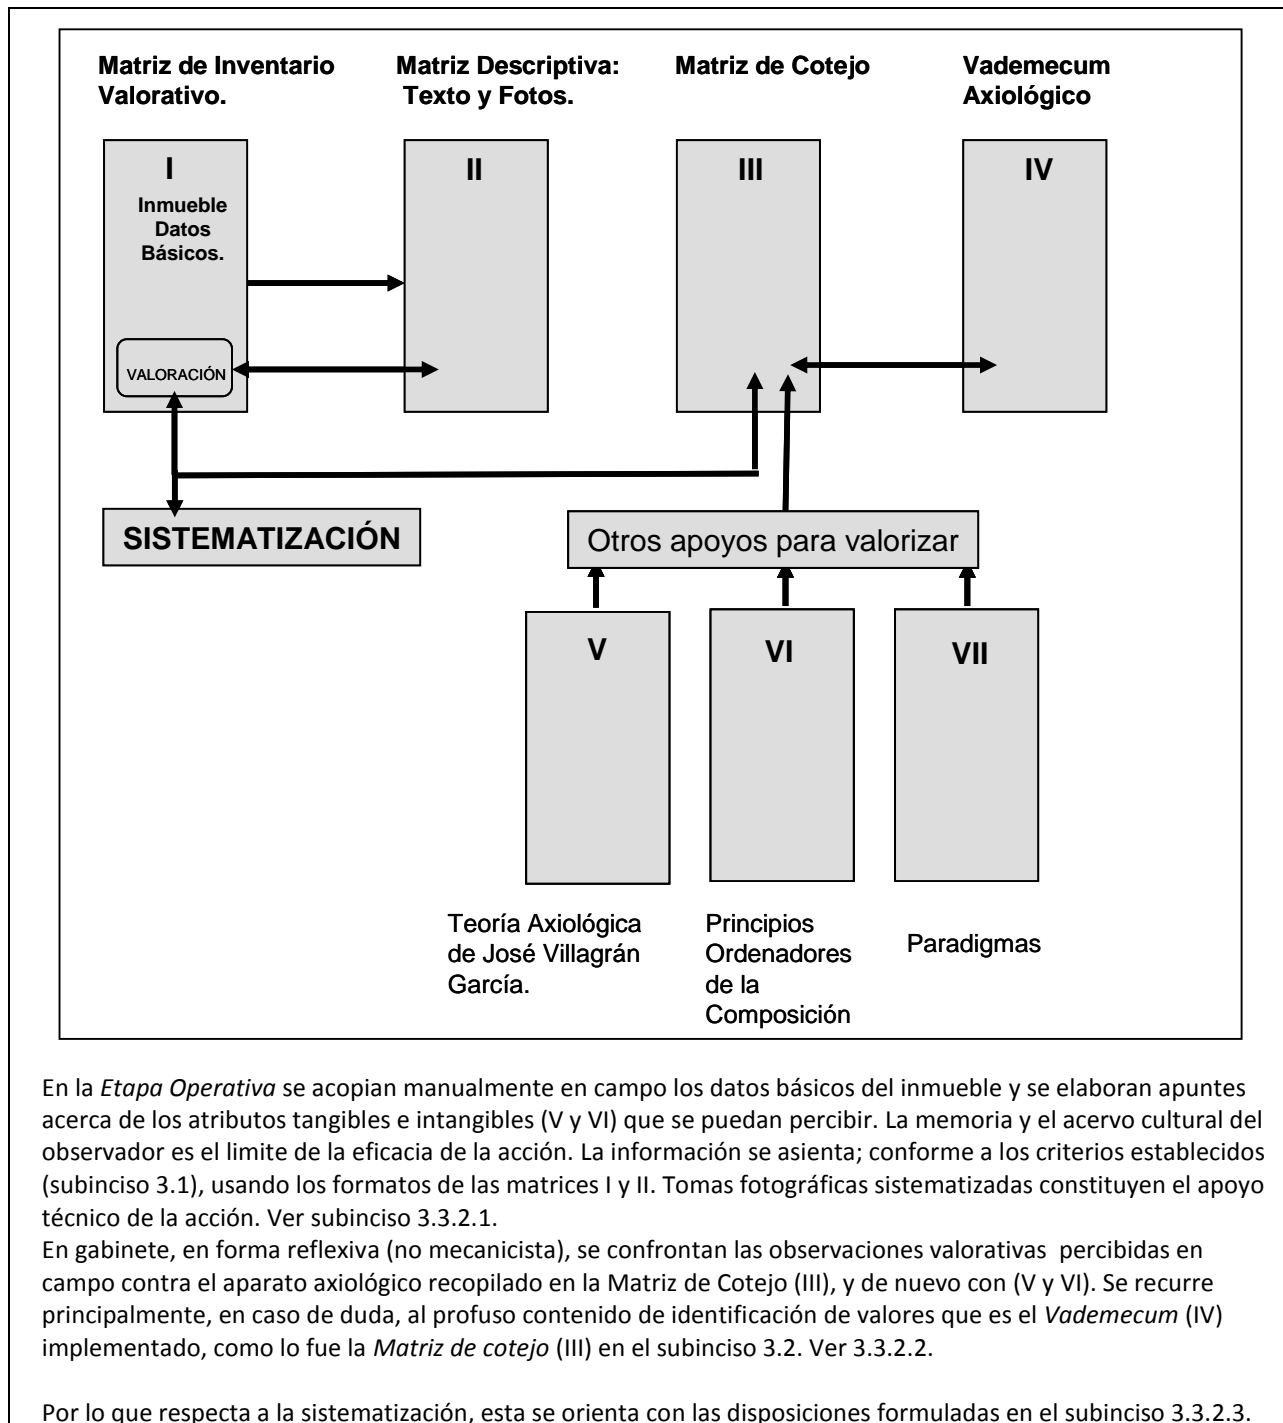 Matriz de Inventario
Valorativo.
Matriz Descriptiva:
Texto y Fotos.
Matriz de Cotejo
Vademecum
Axiológico
I
Inmueble
Datos
Básicos.
VALORACIÓN
II
III
IV
SISTEMATIZACIÓN
Otros apoyos para valorizar
V
VI
VII
Teoría Axiológica
de José Villagrán
García.
Principios
Ordenadores
de la
Composición
Paradigmas
En la Etapa Operativa se acopian manualmente en campo los datos básicos del inmueble y se elaboran apuntes
acerca de los atributos tangibles e intangibles (V y VI) que se puedan percibir. La memoria y el acervo cultural del
observador es el limite de la eficacia de la acción. La información se asienta; conforme a los criterios establecidos
(subinciso 3.1), usando los formatos de las matrices I y II. Tomas fotográficas sistematizadas constituyen el apoyo
técnico de la acción. Ver subinciso 3.3.2.1.
En gabinete, en forma reflexiva (no mecanicista), se confrontan las observaciones valorativas percibidas en
campo contra el aparato axiológico recopilado en la Matriz de Cotejo (III), y de nuevo con (V y VI). Se recurre
principalmente, en caso de duda, al profuso contenido de identificación de valores que es el Vademecum (IV)
implementado, como lo fue la Matriz de cotejo (III) en el subinciso 3.2. Ver 3.3.2.2.
Por lo que respecta a la sistematización, esta se orienta con las disposiciones formuladas en el subinciso 3.3.2.3.